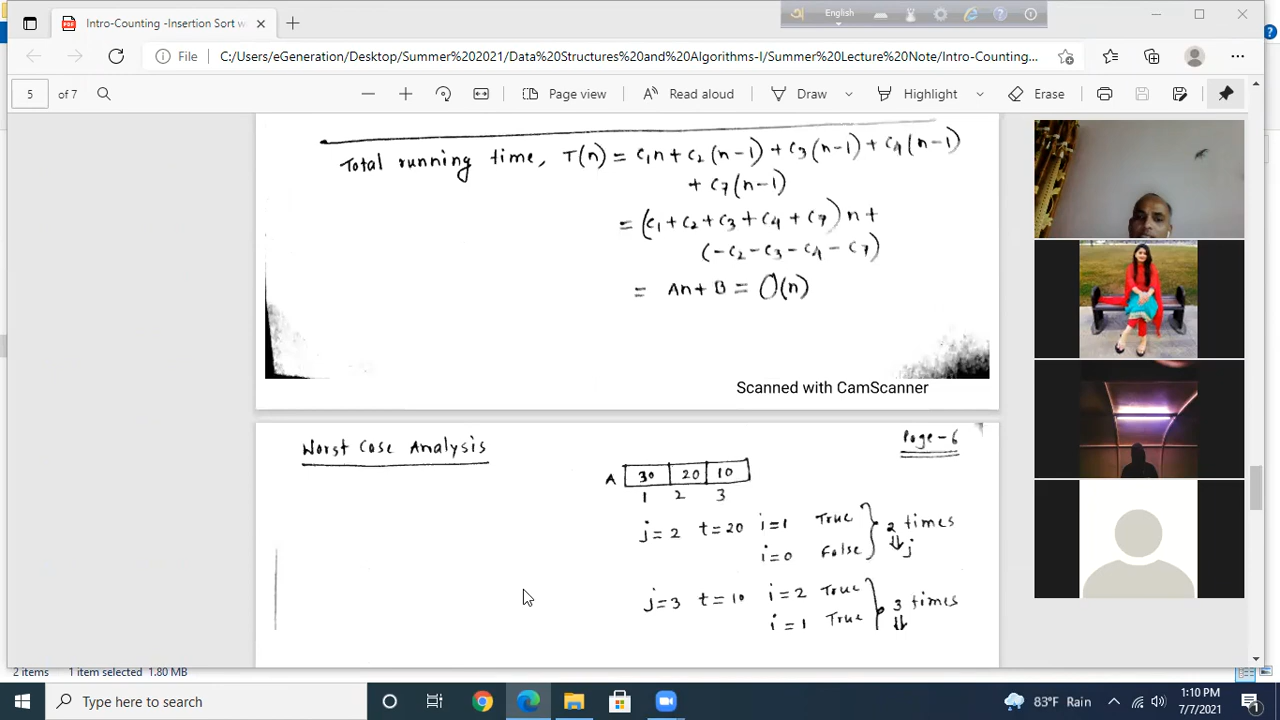 Intro-Counting -Insertion Sort w
English
File
C:/Users/eGeneration/Desktop/Summer%202021/Data%20Structures%20and%20Algorithms-I/Summer%20Lecture%20Note/Intro-Counting...
5 of 7
Page view
Read aloud
Draw
Highlight
Erase
Total running time, T(n) = c₁n + c₂(n-1) + c₃(n-1) + c₄(n-1)
+ c₇(n-1)
= (c₁ + c₂ + c₃ + c₄ + c₇) n +
(-c₂ - c₃ - c₄ - c₇)
= An + B = O(n)
Scanned with CamScanner
Worst Case Analysis
Page-6
A 30 20 10
1 2 3
j=2 t=20 i=1 True
i=0 False
2 times
j
j=3 t=10 i=2 True
i=1 True
3 times
2 items 1 item selected 1.80 MB
Type here to search
83°F Rain
1:10 PM
7/7/2021
1